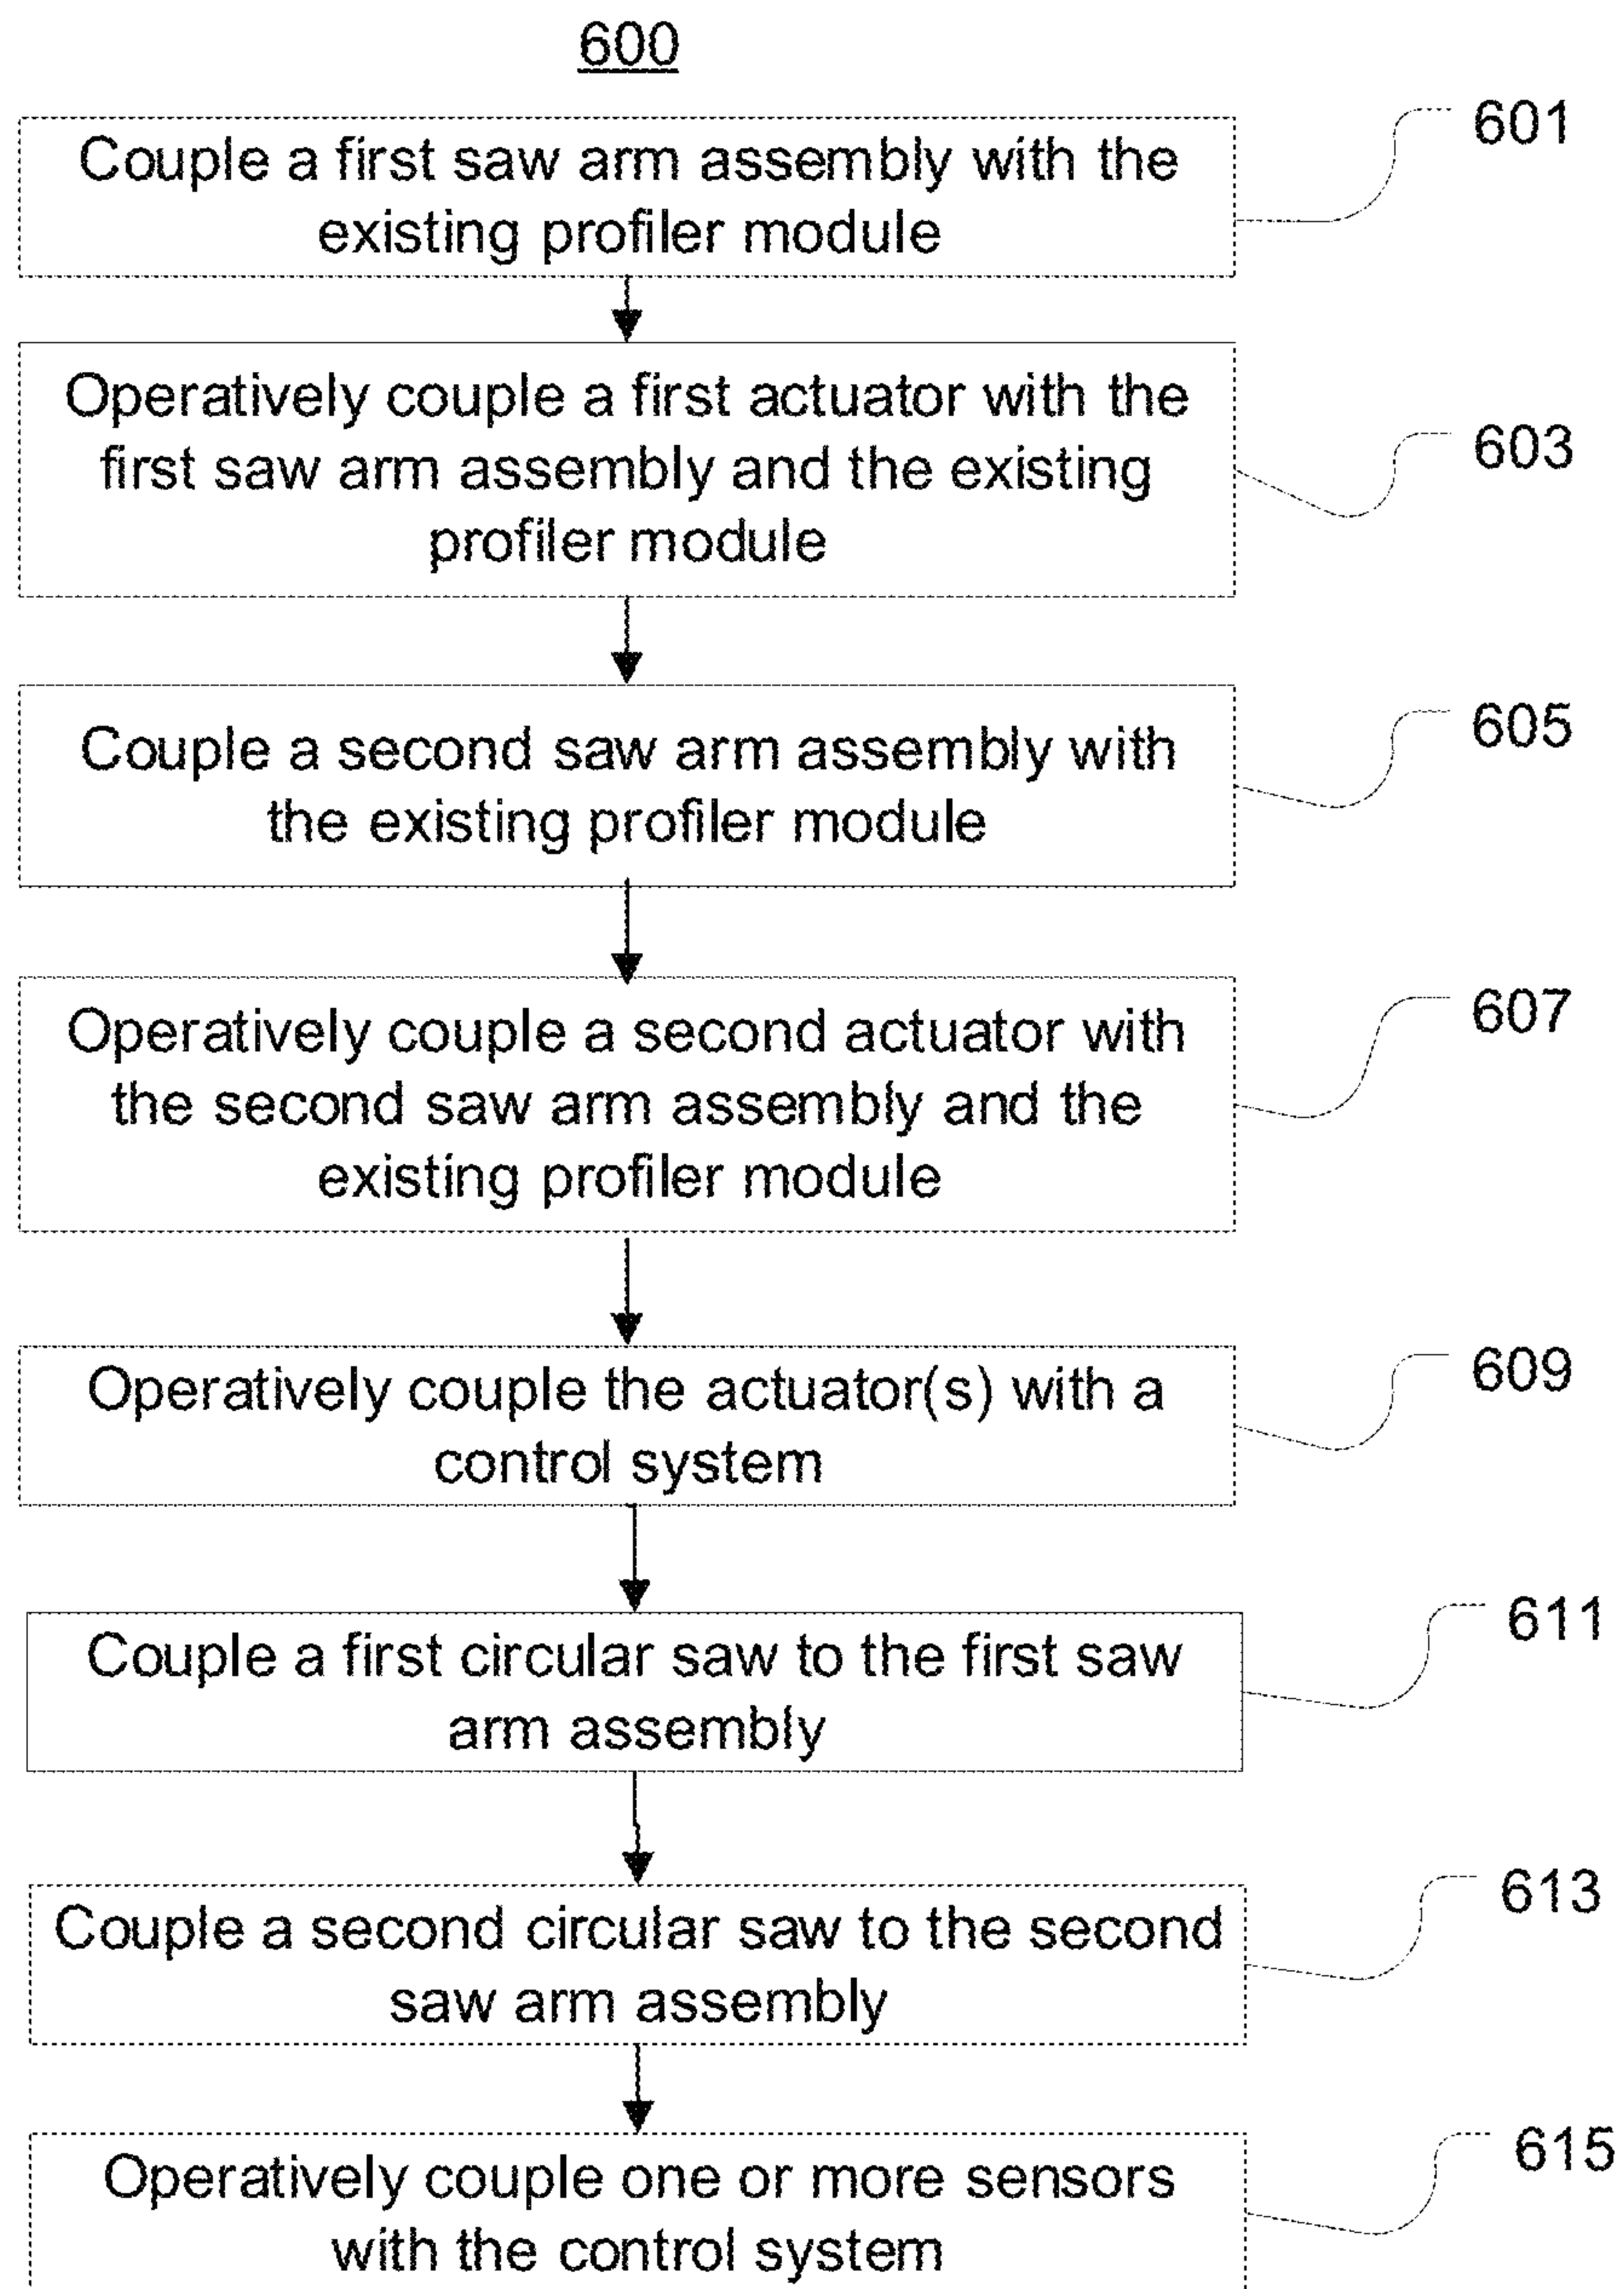 600
Couple a first saw arm assembly with the
existing profiler module
601
Operatively couple a first actuator with the
first saw arm assembly and the existing
profiler module
603
Couple a second saw arm assembly with
the existing profiler module
605
Operatively couple a second actuator with
the second saw arm assembly and the
existing profiler module
607
Operatively couple the actuator(s) with a
control system
609
Couple a first circular saw to the first saw
arm assembly
611
Couple a second circular saw to the second
saw arm assembly
613
Operatively couple one or more sensors
with the control system
615